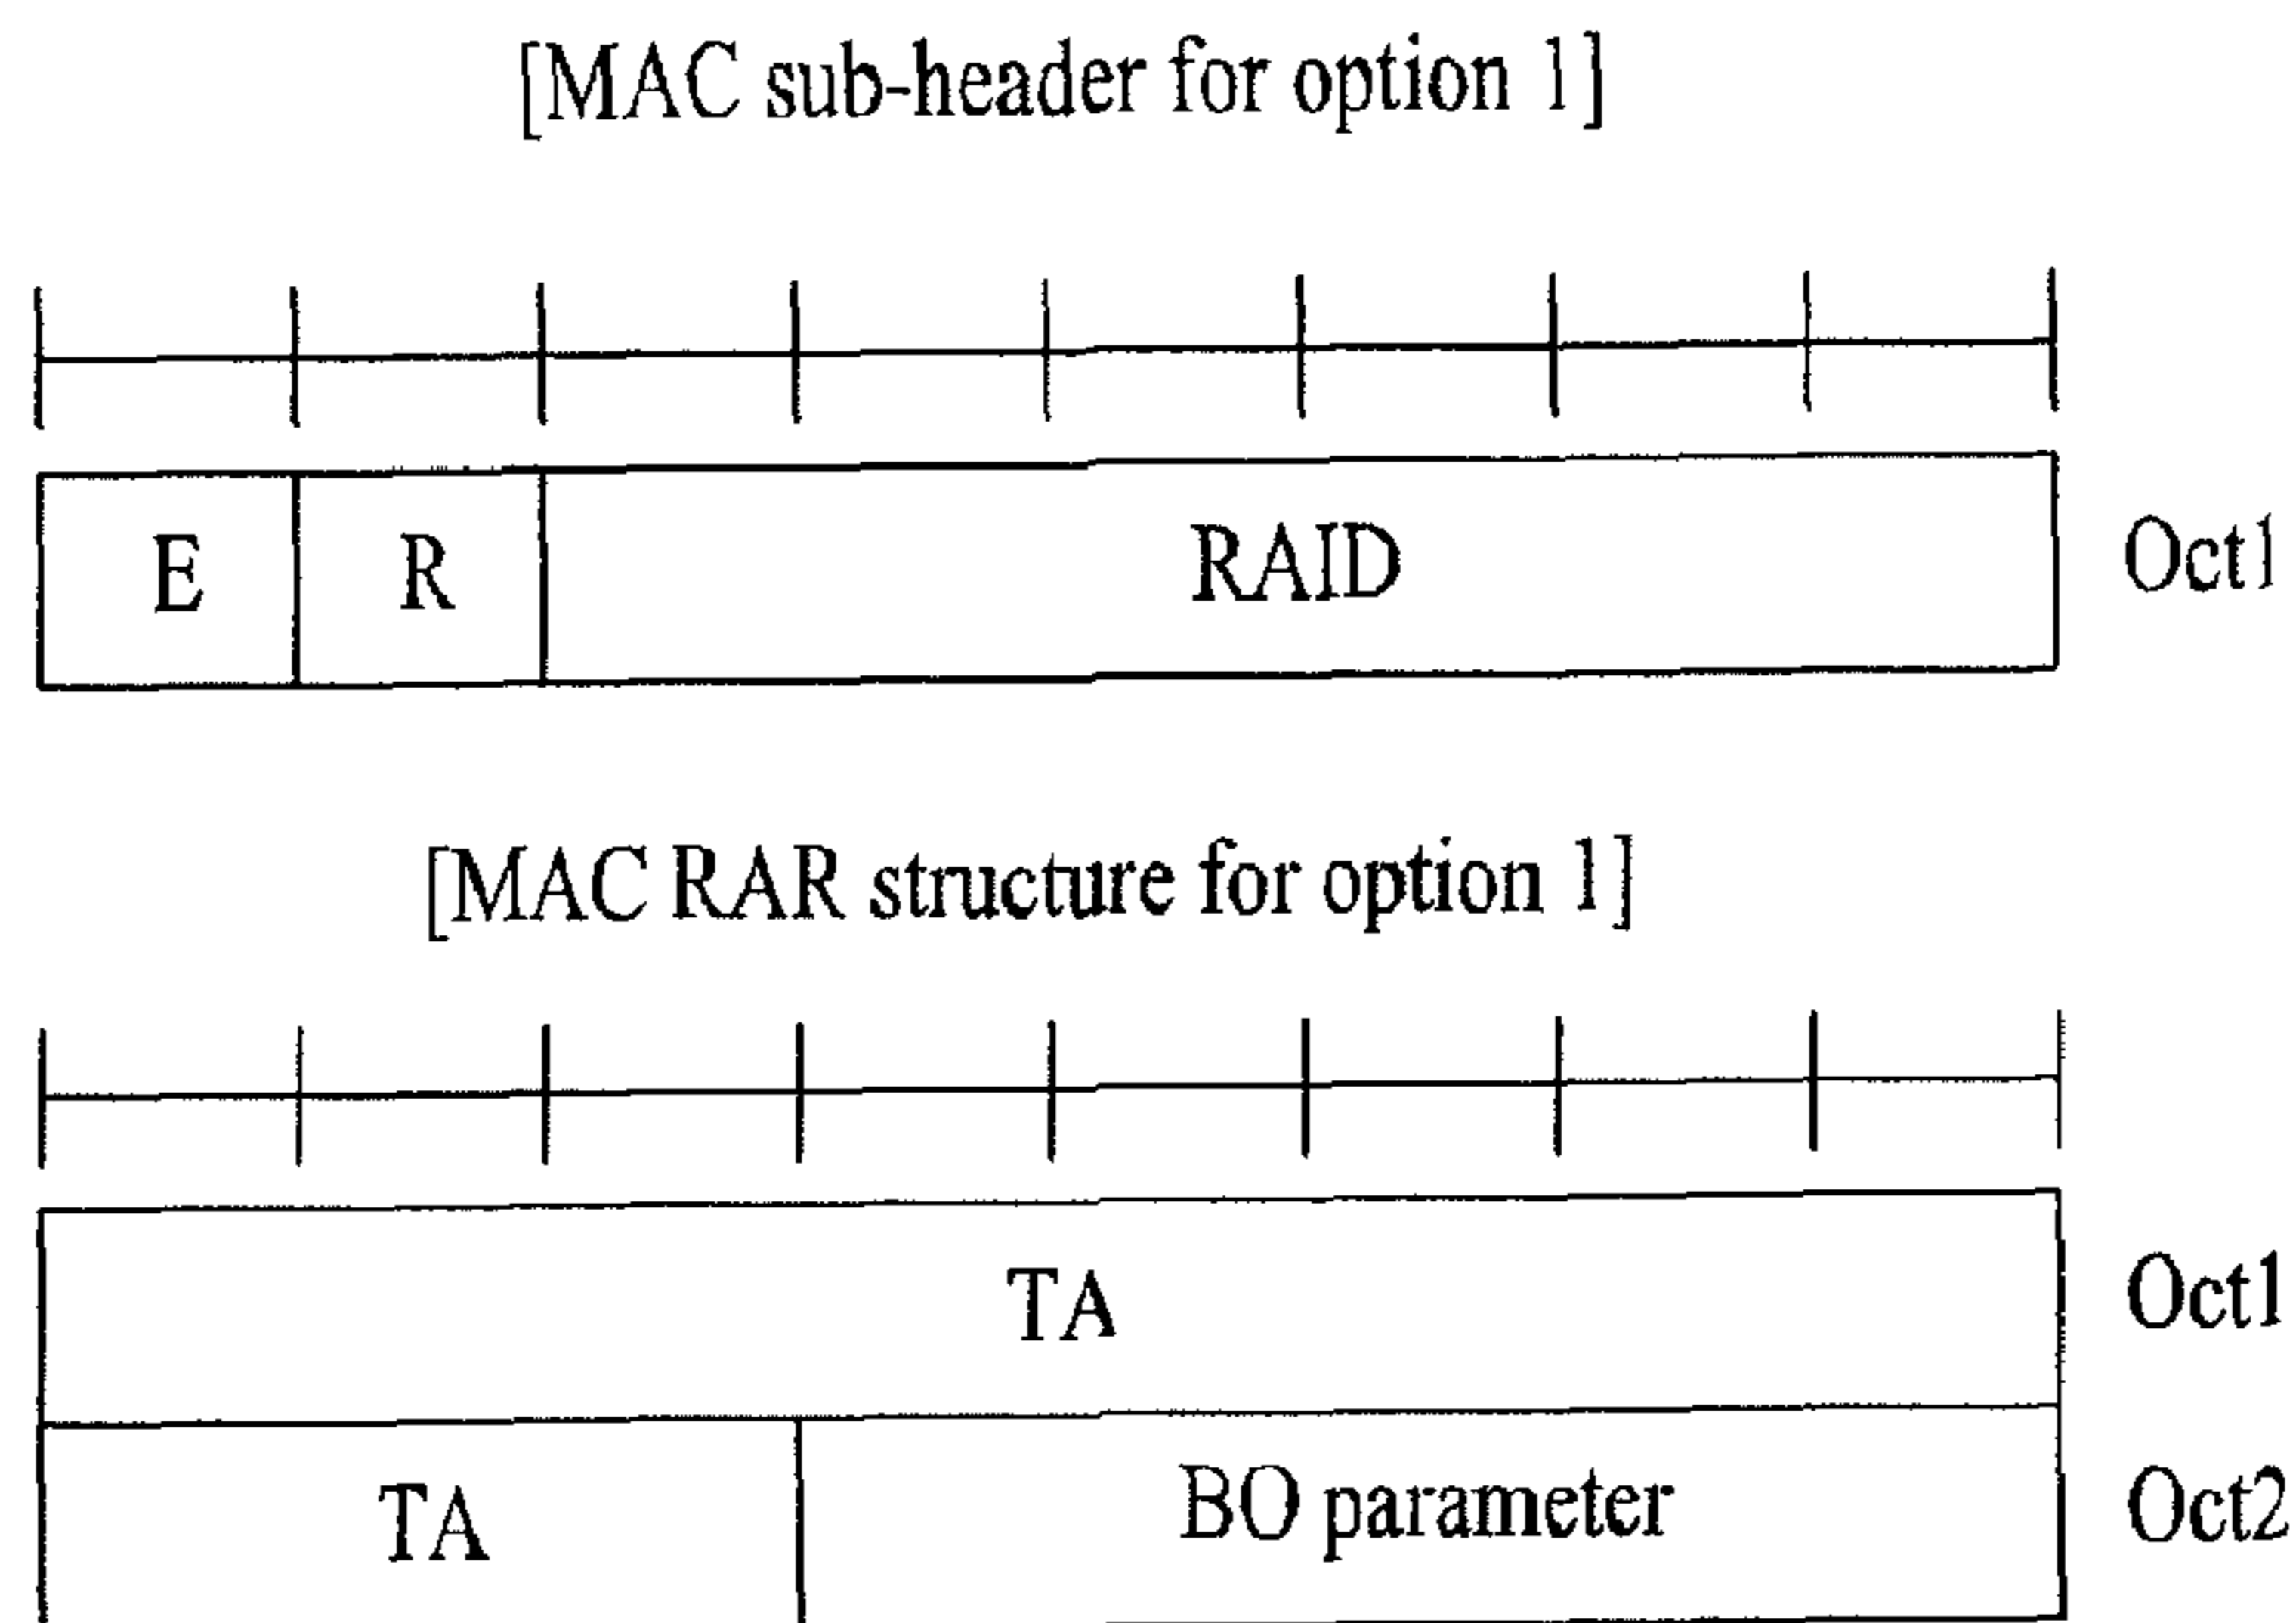 [MAC sub-header for option 1]
E R RAID Oct1
[MAC RAR structure for option 1]
TA Oct1
TA BO parameter Oct2